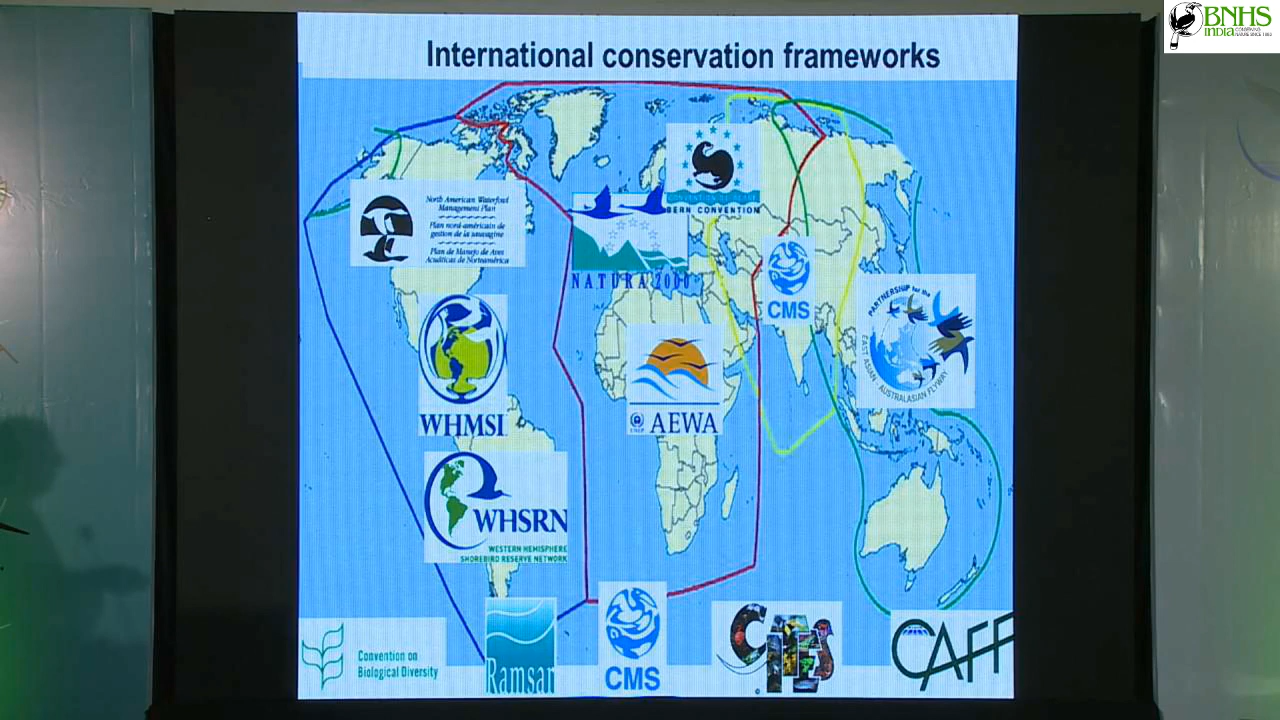 BNHS
INDIA
International conservation frameworks
North American Waterfowl
Management Plan
Plan nord-américain de
gestion de la sauvagine
Plan de Manejo de Aves
Acuáticas de Norteamérica
BERN CONVENTION
NATURA 2000
CMS
PARTNERSHIP for the
EAST ASIAN - AUSTRALASIAN FLYWAY
WHMSI
UNEP
AEWA
WHSRN
WESTERN HEMISPHERE
SHOREBIRD RESERVE NETWORK
Convention on
Biological Diversity
Ramsar
CMS
CITES
CAFF